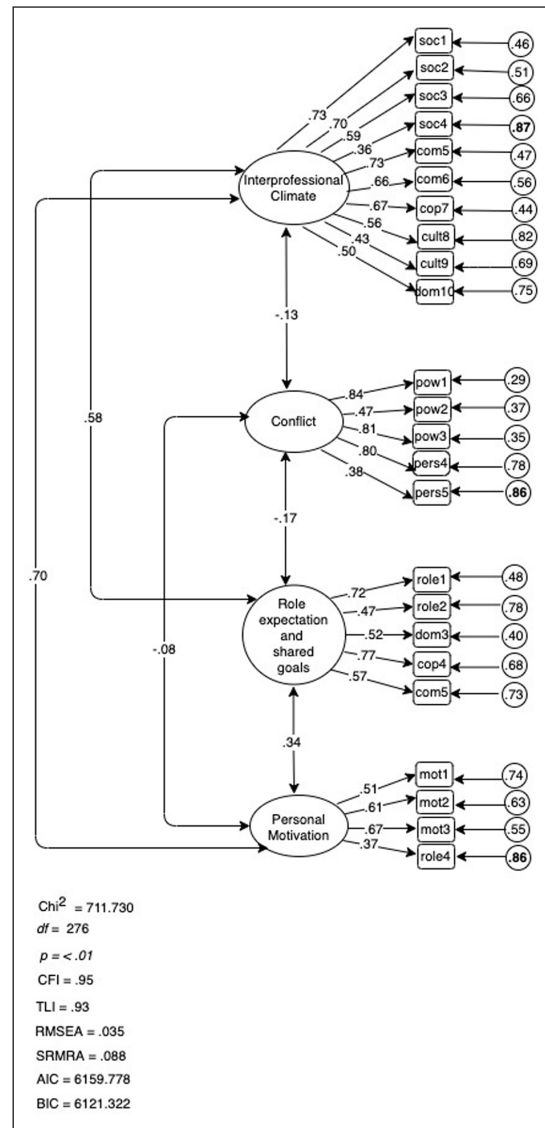 soc1
.46
soc2
.51
soc3
.66
soc4
.87
com5
.47
com6
.56
cop7
.44
cult8
.82
cult9
.69
dom10
.75
.73
.70
.59
.36
.73
.66
.67
.56
.43
.50
Interprofessional
Climate
-.13
.58
.70
pow1
.29
pow2
.37
pow3
.35
pers4
.78
pers5
.86
.84
.47
.81
.80
.38
Conflict
-.17
-.08
role1
.48
role2
.78
dom3
.40
cop4
.68
com5
.73
.72
.47
.52
.77
.57
Role
expectation
and
shared
goals
.34
mot1
.74
mot2
.63
mot3
.55
role4
.86
.51
.61
.67
.37
Personal
Motivation
Chi2 = 711.730
df = 276
p = < .01
CFI = .95
TLI = .93
RMSEA = .035
SRMRA = .088
AIC = 6159.778
BIC = 6121.322